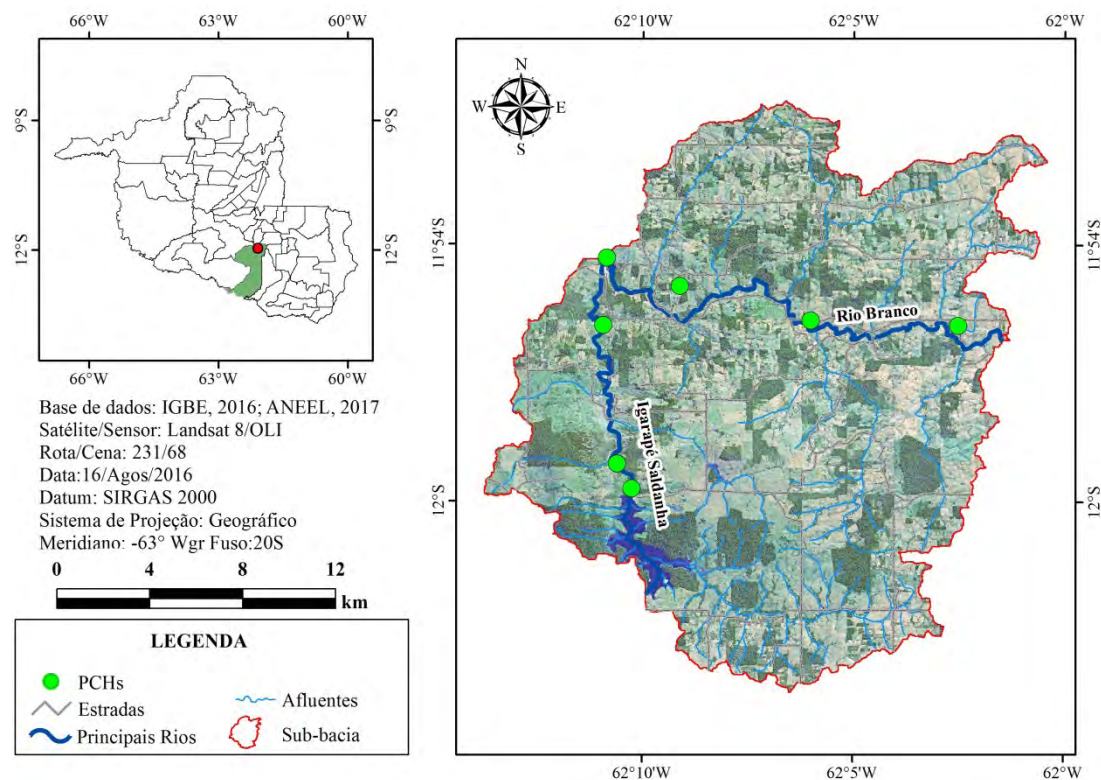 66°W 63°W 60°W
9°S
12°S
9°S
12°S
66°W 63°W 60°W
Base de dados: IGBE, 2016; ANEEL, 2017
Satélite/Sensor: Landsat 8/OLI
Rota/Cena: 231/68
Data:16/Agos/2016
Datum: SIRGAS 2000
Sistema de Projeção: Geográfico
Meridiano: -63° Wgr Fuso:20S
0 4 8 12
km
LEGENDA
PCHs
Estradas
Principais Rios
Afluentes
Sub-bacia
62°10'W 62°5'W 62°W
N
W E
S
11°54'S
12°S
11°54'S
12°S
Rio Branco
Igarapé Saldanha
62°10'W 62°5'W 62°W